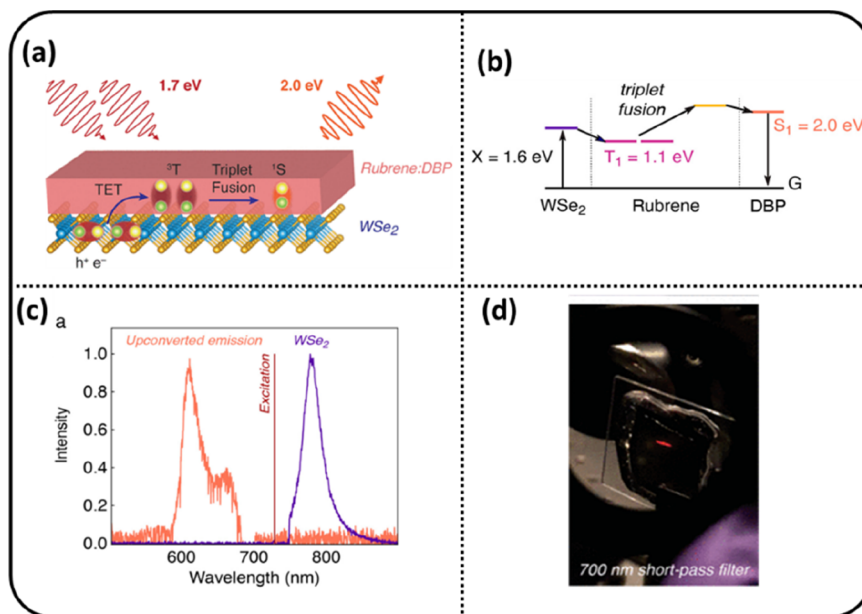 (a)
1.7 eV
2.0 eV
³T
¹S
TET
Triplet
Fusion
Rubrene:DBP
WSe₂
h⁺ e⁻
(b)
triplet
fusion
S₁ = 2.0 eV
X = 1.6 eV
T₁ = 1.1 eV
G
WSe₂
Rubrene
DBP
(c)
a
Upconverted emission
Excitation
WSe₂
Intensity
1.0
0.8
0.6
0.4
0.2
0.0
600
700
800
Wavelength (nm)
(d)
700 nm short-pass filter